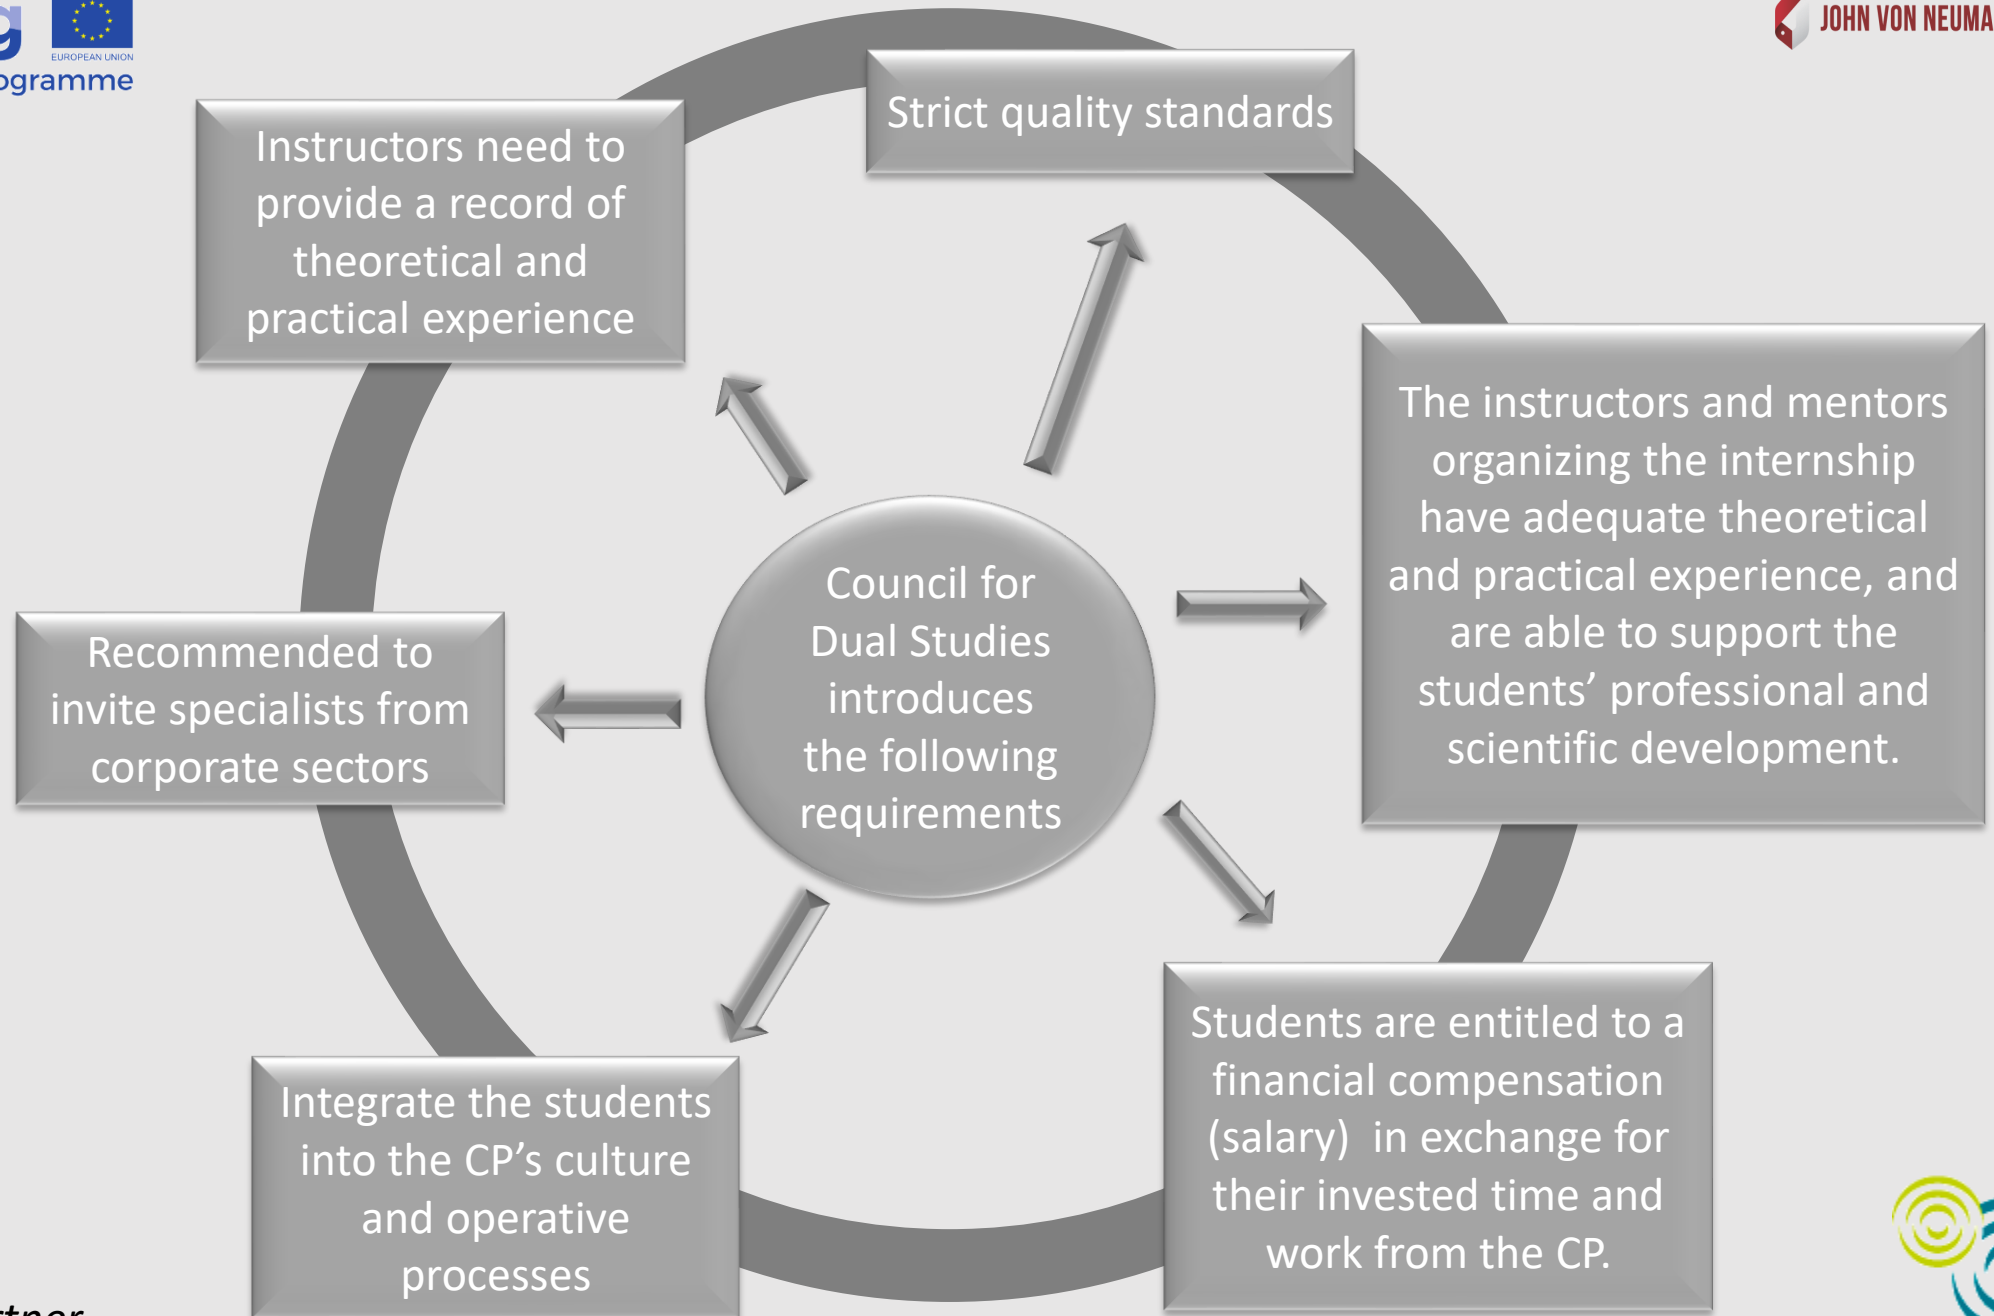 g
EUROPEAN UNION
ogramme
JOHN VON NEUMA
Strict quality standards
Instructors need to
provide a record of
theoretical and
practical experience
The instructors and mentors
organizing the internship
have adequate theoretical
and practical experience, and
are able to support the
students’ professional and
scientific development.
Council for
Dual Studies
introduces
the following
requirements
Recommended to
invite specialists from
corporate sectors
Students are entitled to a
financial compensation
(salary)  in exchange for
their invested time and
work from the CP.
Integrate the students
into the CP’s culture
and operative
processes